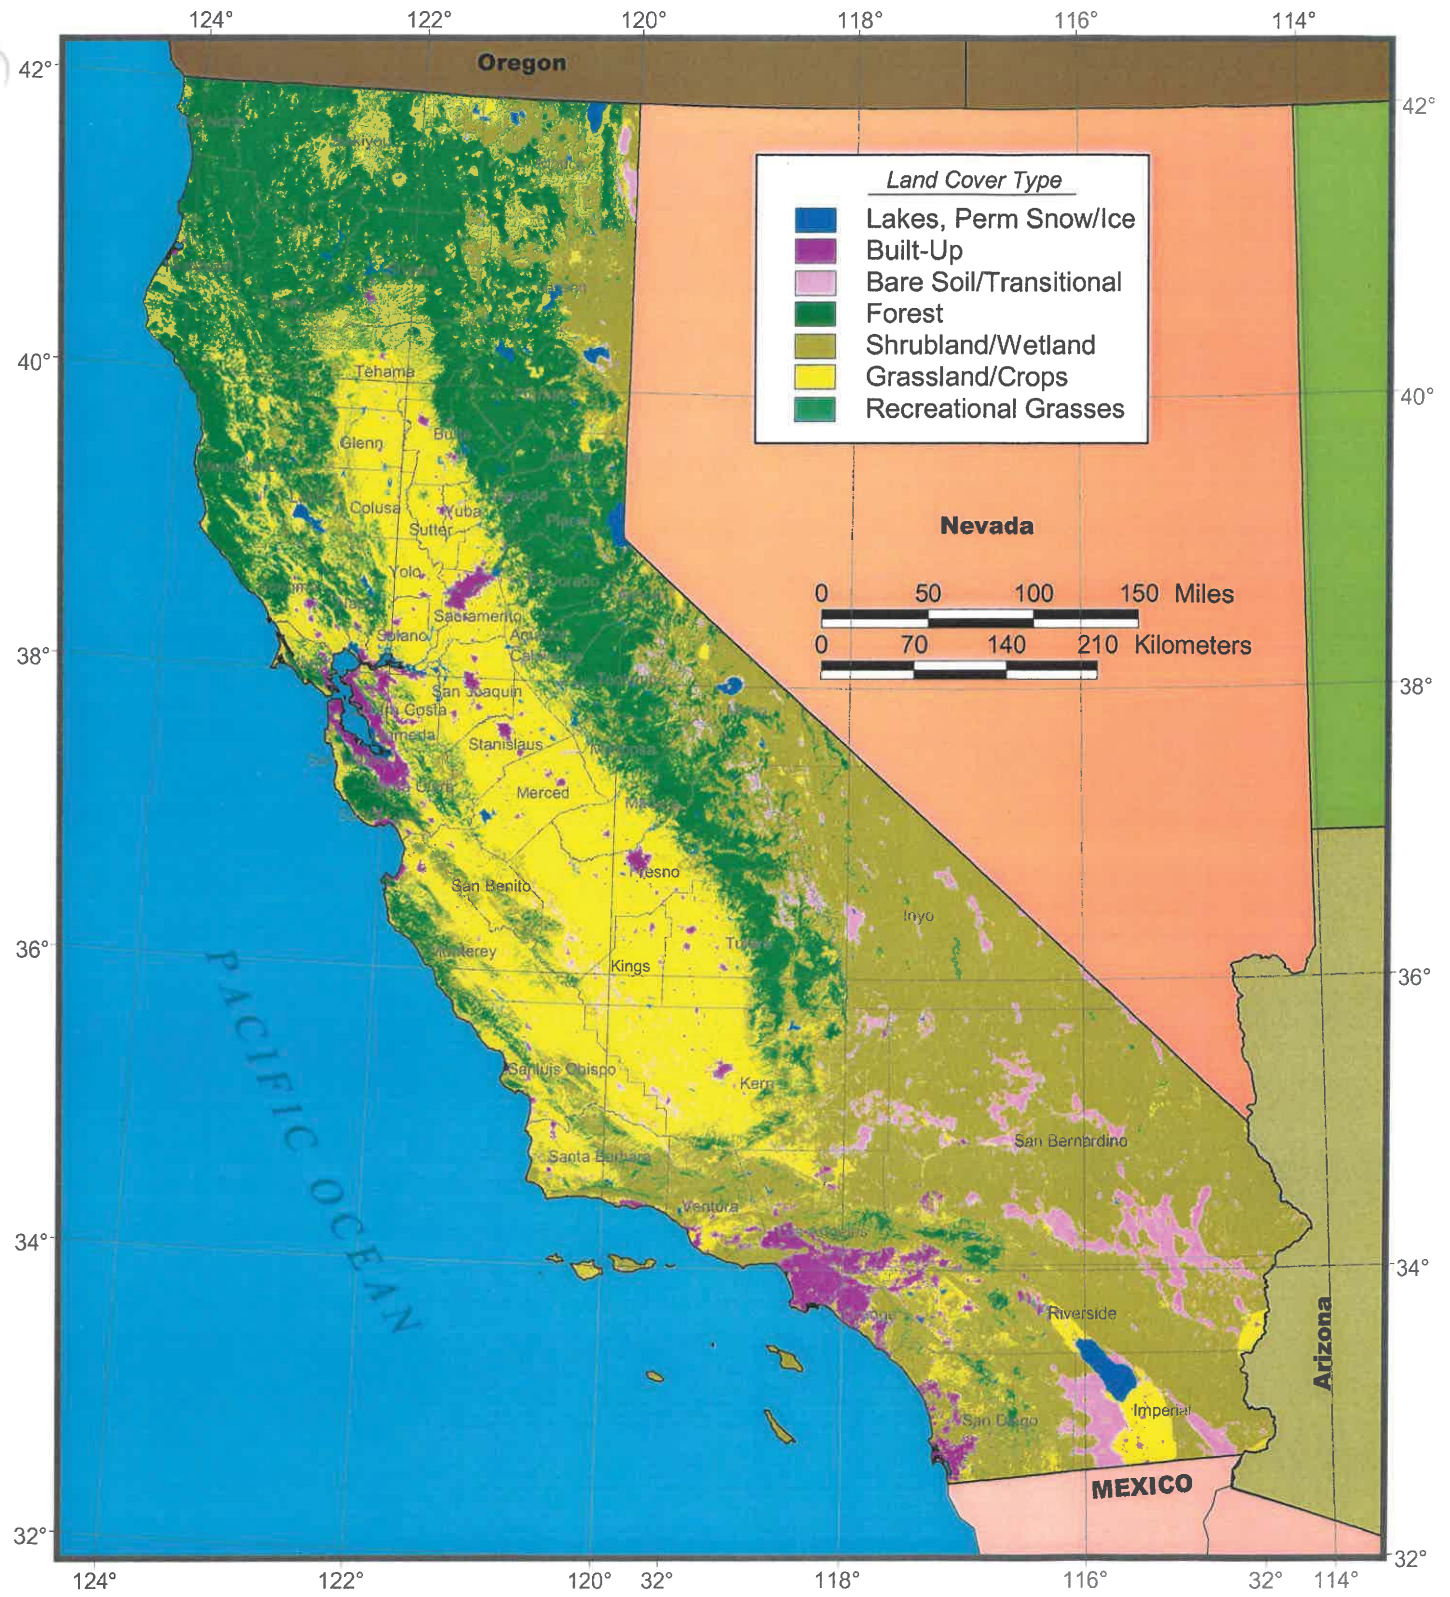 124° 122° 120° 118° 116° 114°
42°
Oregon
42°
Land Cover Type
Lakes, Perm Snow/Ice
Built-Up
Bare Soil/Transitional
Forest
Shrubland/Wetland
Grassland/Crops
Recreational Grasses
40°
Tehama
40°
Butte
Glenn
Colusa
Yuba
Sutter
Placer
Nevada
0 50 100 150 Miles
Yolo
Sacramento
Solano
0 70 140 210 Kilometers
38°
San Joaquin
38°
Stanislaus
Merced
Fresno
San Benito
Inyo
36°
Monterey
Tulare
Kings
36°
PACIFIC OCEAN
SanLuis Obispo
Kern
San Bernardino
Santa Barbara
Ventura
34°
34°
Riverside
Arizona
Imperial
San Diego
MEXICO
32°
32°
124° 122° 120° 32° 118° 116° 32° 114°